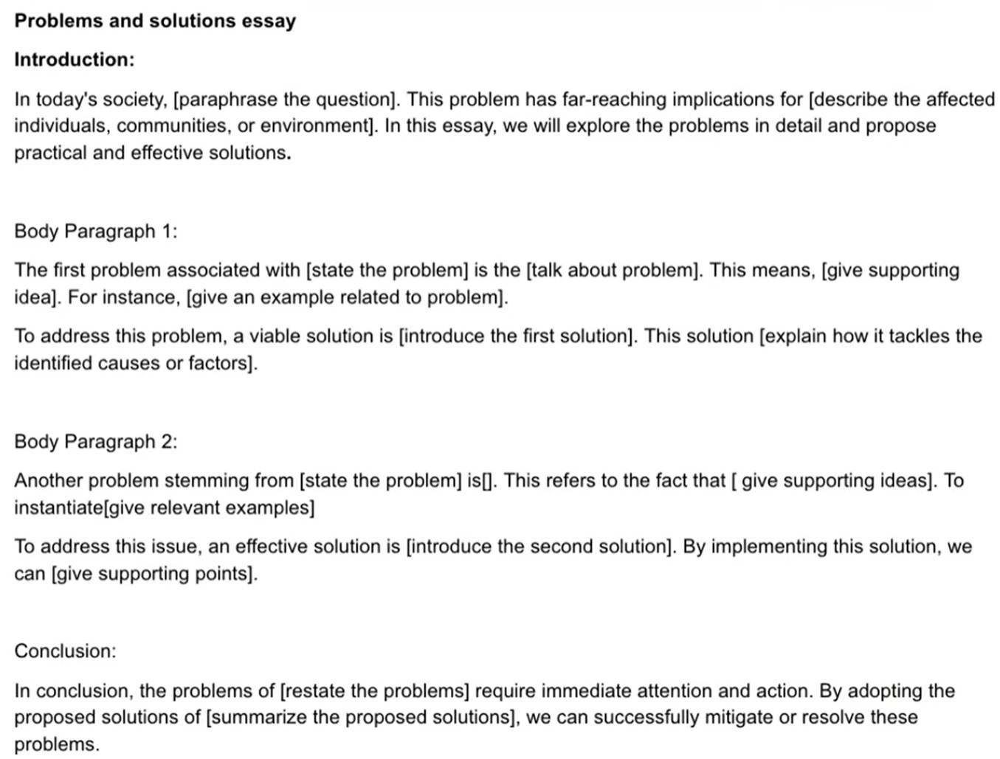 Problems and solutions essay
Introduction:
In today's society, [paraphrase the question]. This problem has far-reaching implications for [describe the affected
individuals, communities, or environment]. In this essay, we will explore the problems in detail and propose
practical and effective solutions.
Body Paragraph 1:
The first problem associated with [state the problem] is the [talk about problem]. This means, [give supporting
idea]. For instance, [give an example related to problem].
To address this problem, a viable solution is [introduce the first solution]. This solution [explain how it tackles the
identified causes or factors].
Body Paragraph 2:
Another problem stemming from [state the problem] is[]. This refers to the fact that [ give supporting ideas]. To
instantiate[give relevant examples]
To address this issue, an effective solution is [introduce the second solution]. By implementing this solution, we
can [give supporting points].
Conclusion:
In conclusion, the problems of [restate the problems] require immediate attention and action. By adopting the
proposed solutions of [summarize the proposed solutions], we can successfully mitigate or resolve these
problems.